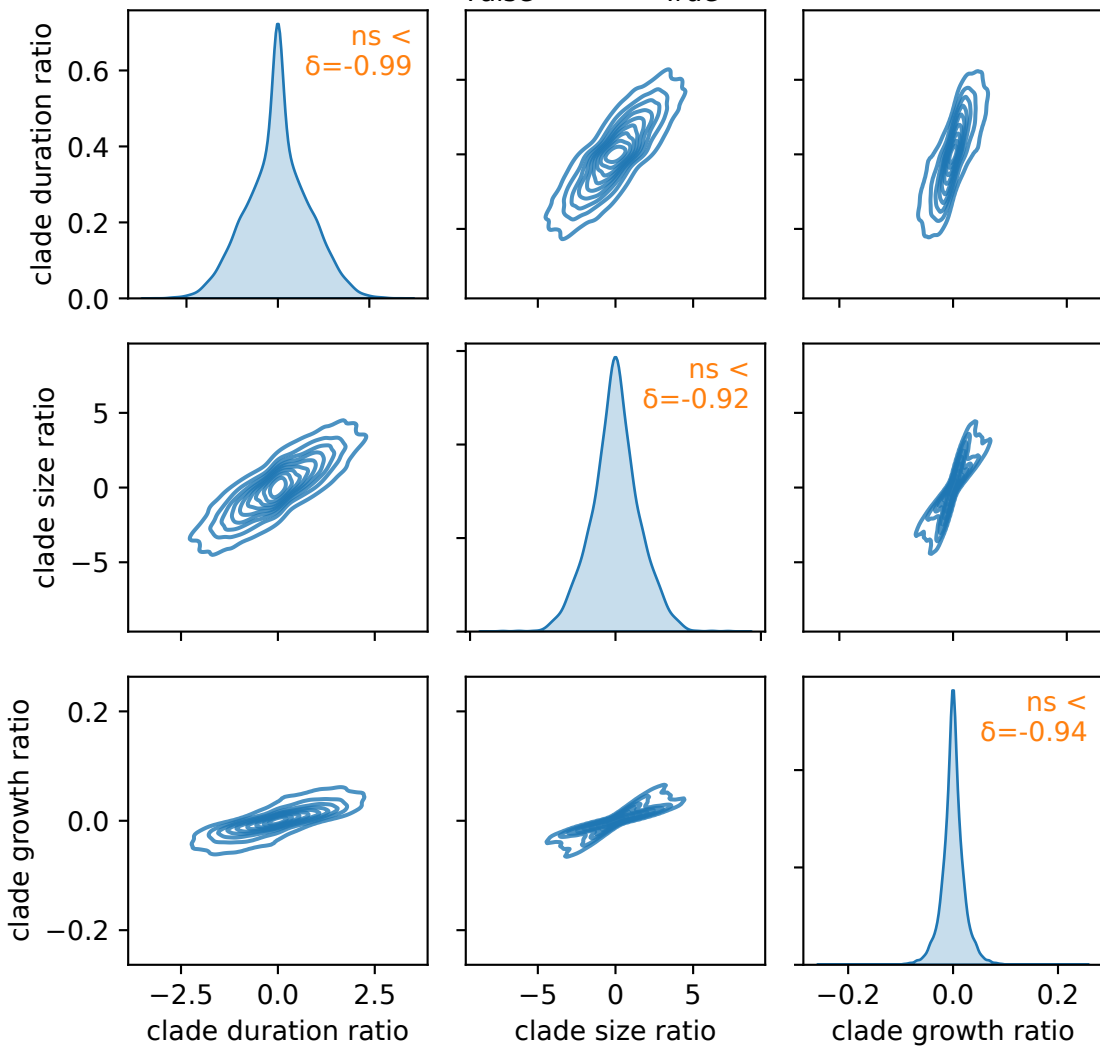 clade duration ratio
0.6
0.4
0.2
0.0
ns <
δ=-0.99
clade size ratio
5
0
−5
ns <
δ=-0.92
clade growth ratio
0.2
0.0
−0.2
ns <
δ=-0.94
−2.5 0.0 2.5
−5 0 5
−0.2 0.0 0.2
clade duration ratio
clade size ratio
clade growth ratio